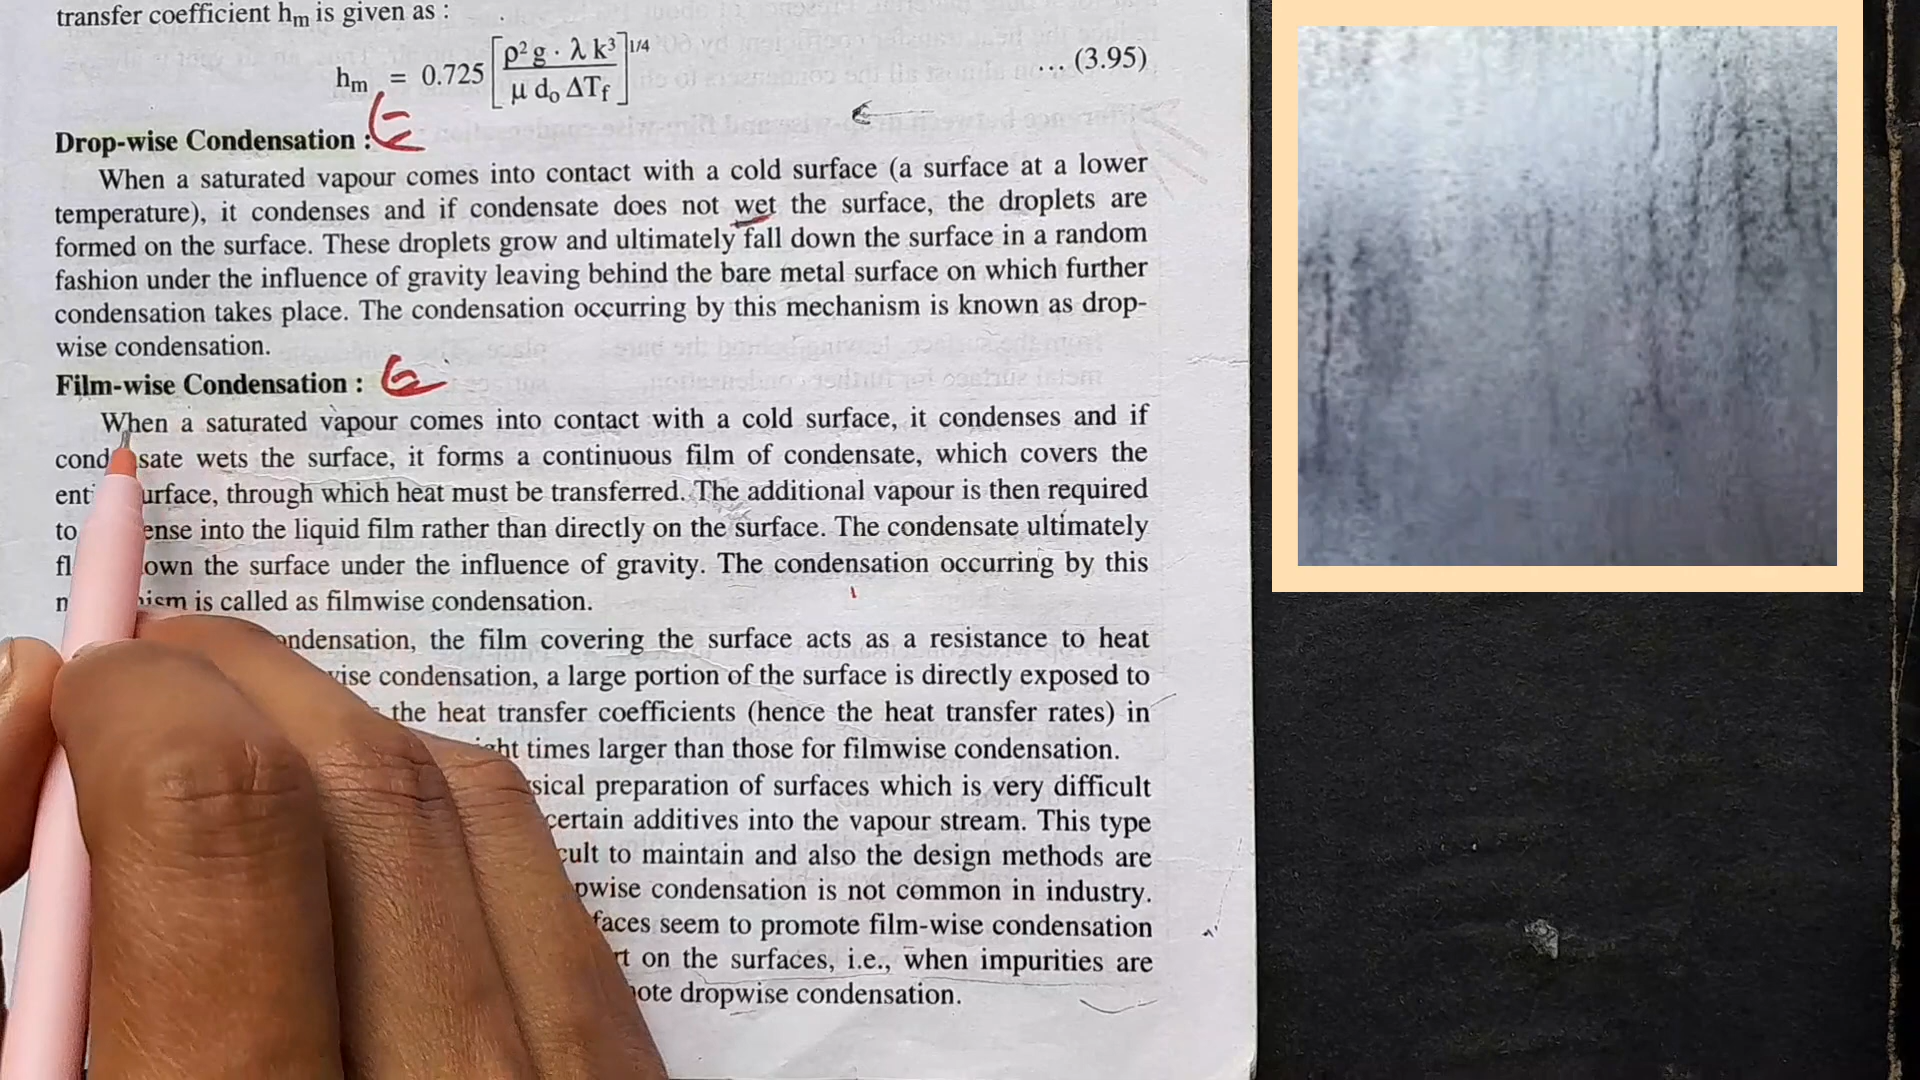 transfer coefficient hm is given as :
hm = 0.725 [ρ² g · λ k³ / μ do ΔTf]1/4 … (3.95)
Drop-wise Condensation :
When a saturated vapour comes into contact with a cold surface (a surface at a lower
temperature), it condenses and if condensate does not wet the surface, the droplets are
formed on the surface. These droplets grow and ultimately fall down the surface in a random
fashion under the influence of gravity leaving behind the bare metal surface on which further
condensation takes place. The condensation occurring by this mechanism is known as drop-
wise condensation.
Film-wise Condensation :
When a saturated vapour comes into contact with a cold surface, it condenses and if
cond sate wets the surface, it forms a continuous film of condensate, which covers the
ent urface, through which heat must be transferred. The additional vapour is then required
to ense into the liquid film rather than directly on the surface. The condensate ultimately
fl own the surface under the influence of gravity. The condensation occurring by this
ism is called as filmwise condensation.
ndensation, the film covering the surface acts as a resistance to heat
wise condensation, a large portion of the surface is directly exposed to
the heat transfer coefficients (hence the heat transfer rates) in
ght times larger than those for filmwise condensation.
sical preparation of surfaces which is very difficult
certain additives into the vapour stream. This type
cult to maintain and also the design methods are
pwise condensation is not common in industry.
faces seem to promote film-wise condensation
rt on the surfaces, i.e., when impurities are
ote dropwise condensation.